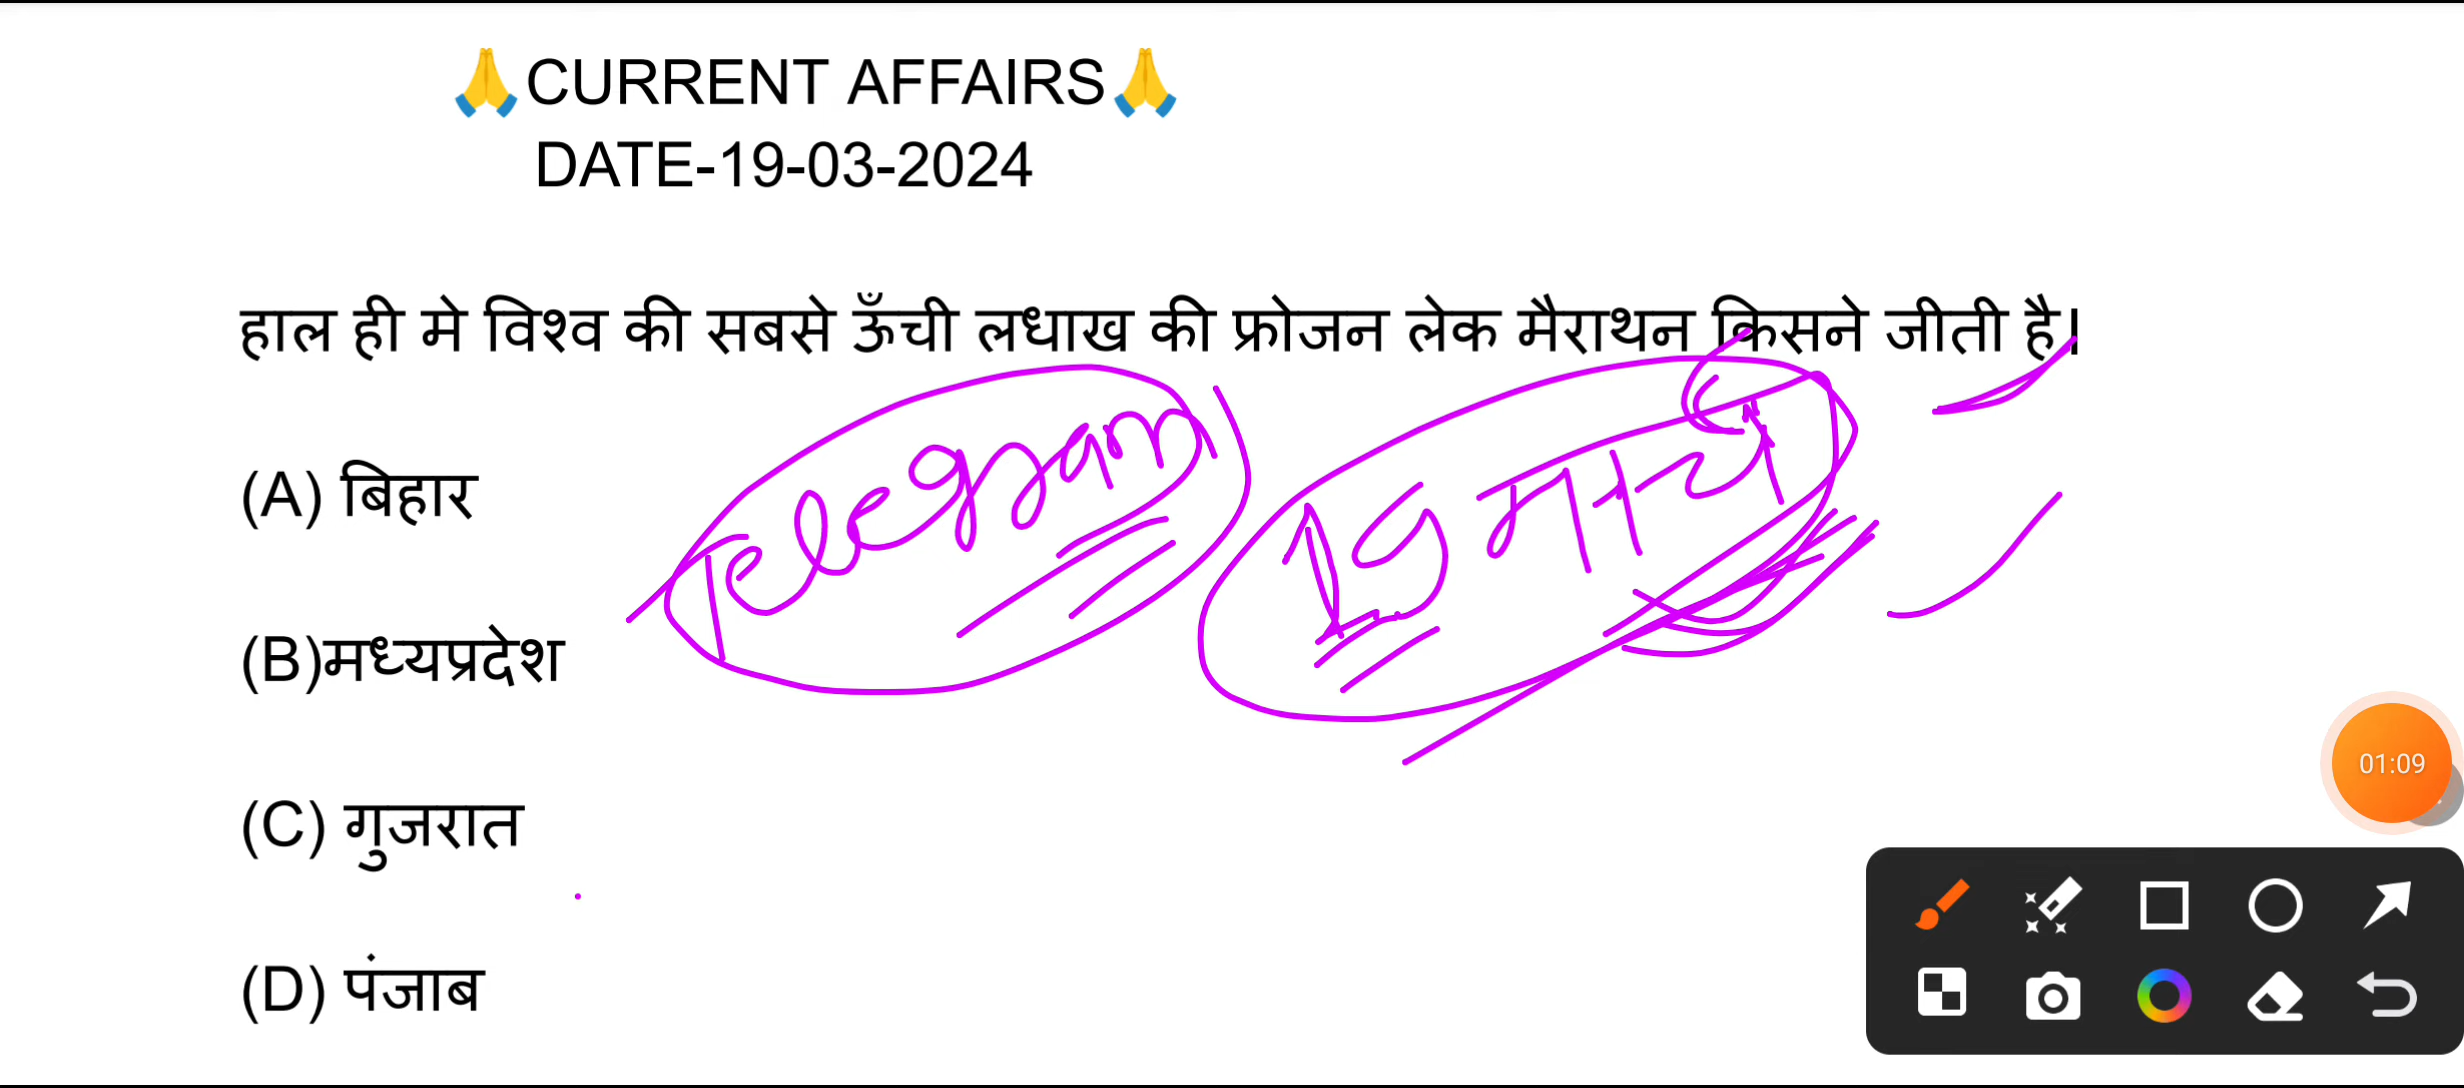 🙏CURRENT AFFAIRS🙏
DATE-19-03-2024
हाल ही मे विश्व की सबसे ऊँची लधाख की फ्रोजन लेक मैराथन किसने जीती है।
Telegram
19 मार्च
(A) बिहार
(B)मध्यप्रदेश
(C) गुजरात
(D) पंजाब
01:09